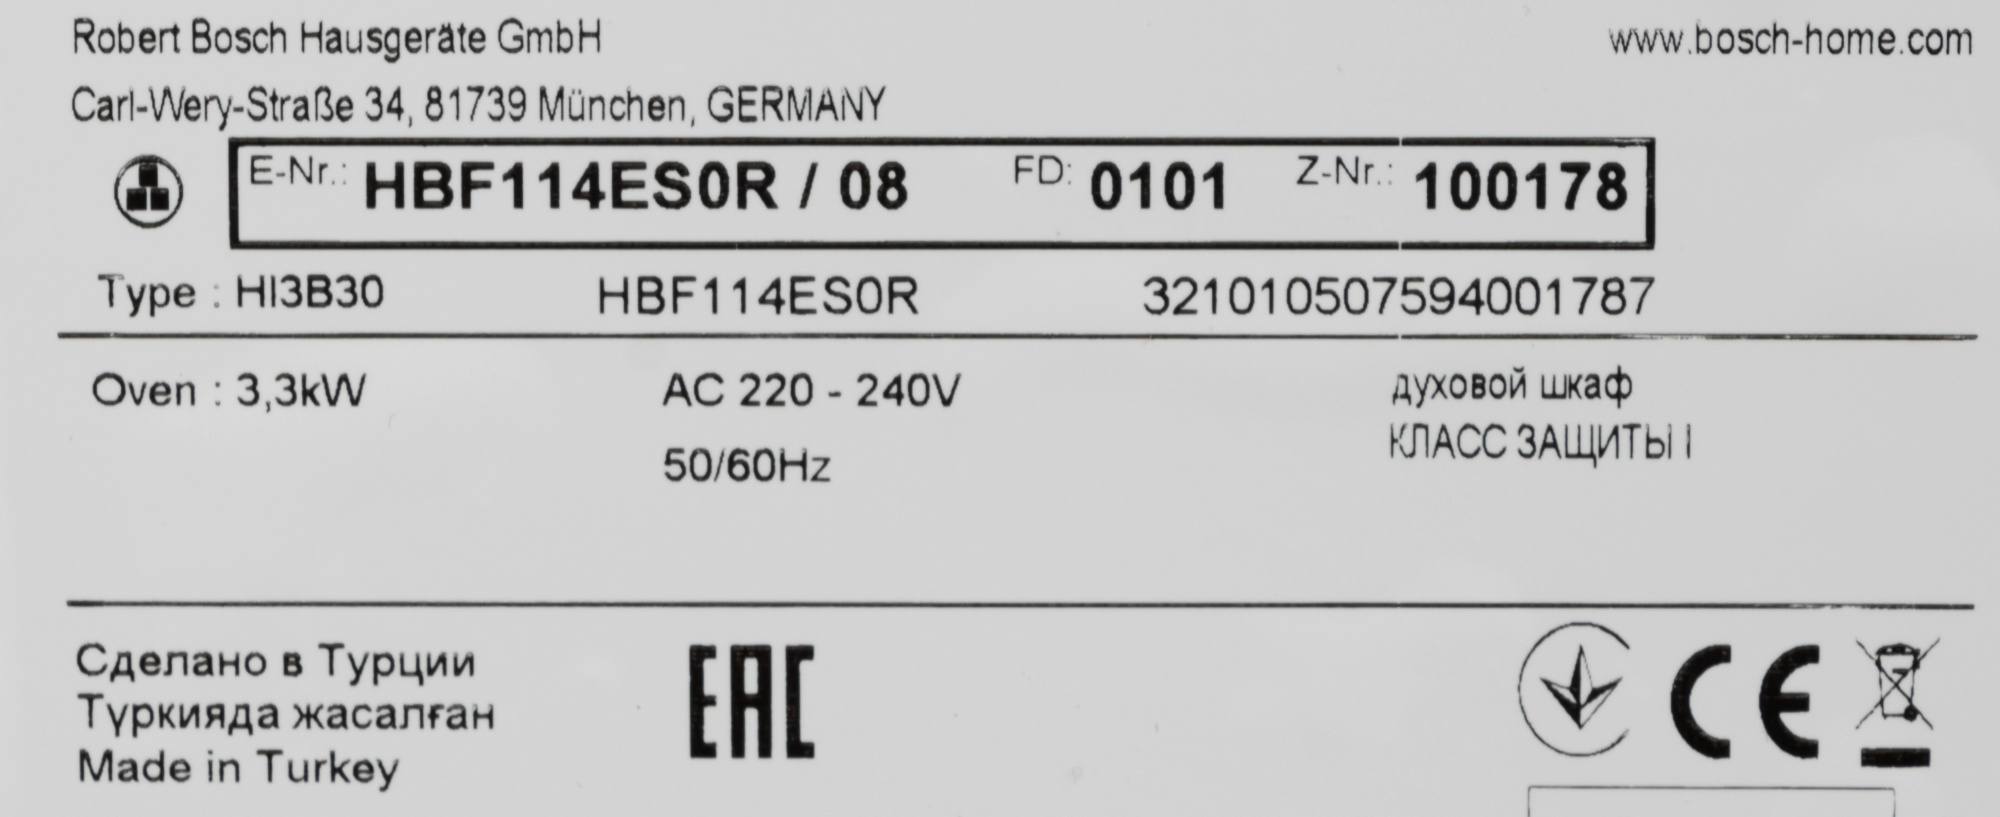 Robert Bosch Hausgeräte GmbH
www.bosch-home.com
Carl-Wery-Straße 34, 81739 München, GERMANY
E-Nr.: HBF114ES0R / 08 FD: 0101 Z-Nr.: 100178
Type : HI3B30 HBF114ES0R 321010507594001787
Oven : 3,3kW AC 220 - 240V духовой шкаф
50/60Hz КЛАСС ЗАЩИТЫ I
Сделано в Турции
Түркияда жасалған
Made in Turkey
EAC
CE